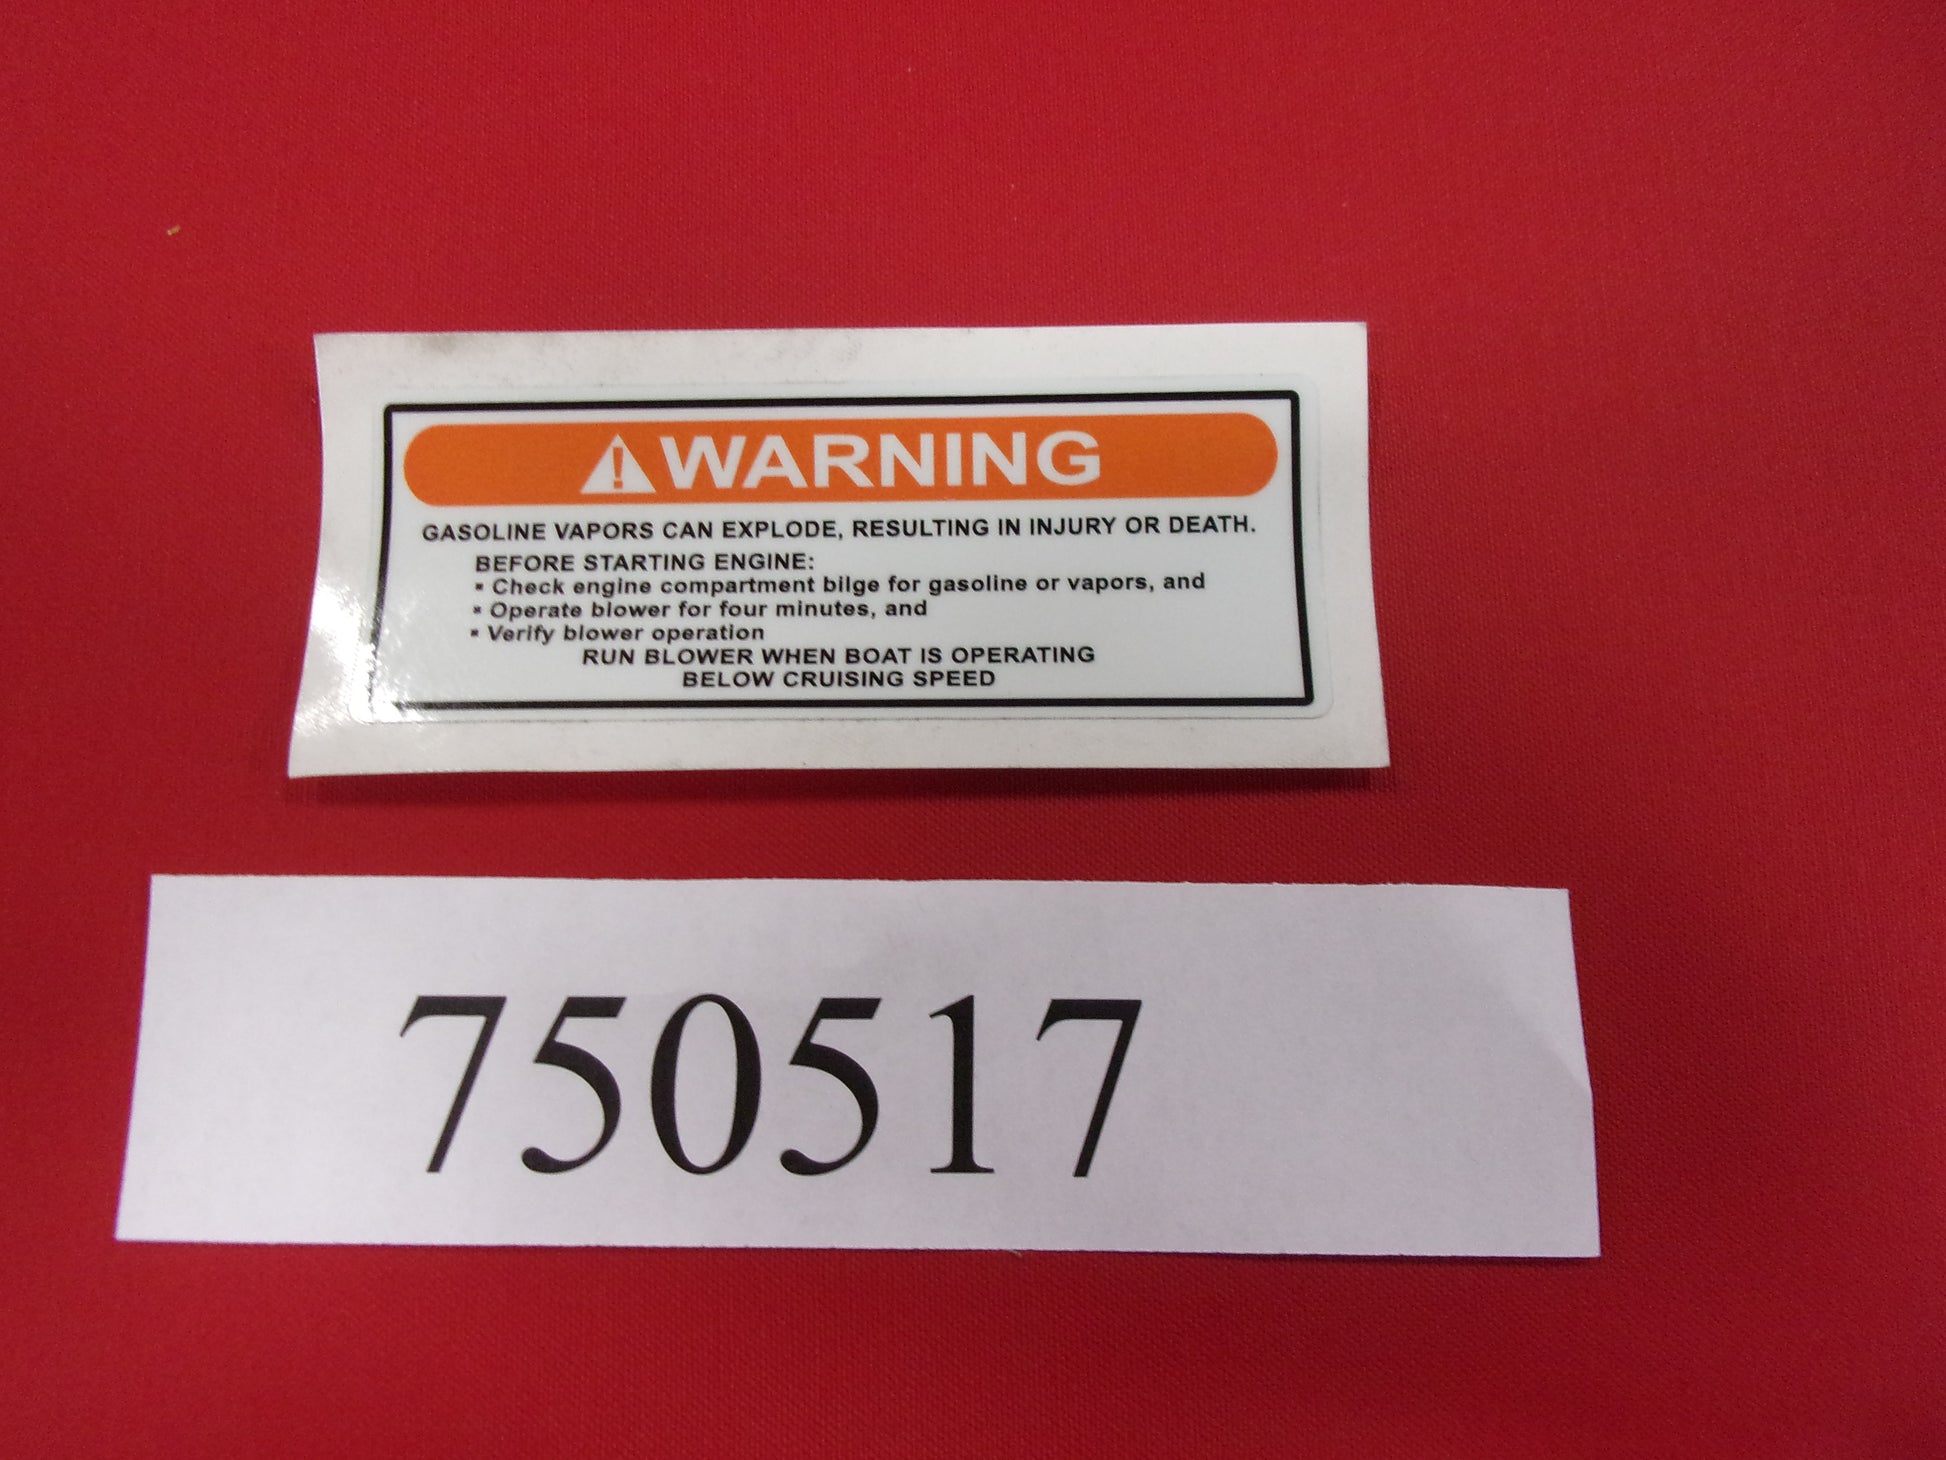 WARNING
GASOLINE VAPORS CAN EXPLODE, RESULTING IN INJURY OR DEATH.
BEFORE STARTING ENGINE:
▪ Check engine compartment bilge for gasoline or vapors, and
▪ Operate blower for four minutes, and
▪ Verify blower operation
RUN BLOWER WHEN BOAT IS OPERATING
BELOW CRUISING SPEED
750517